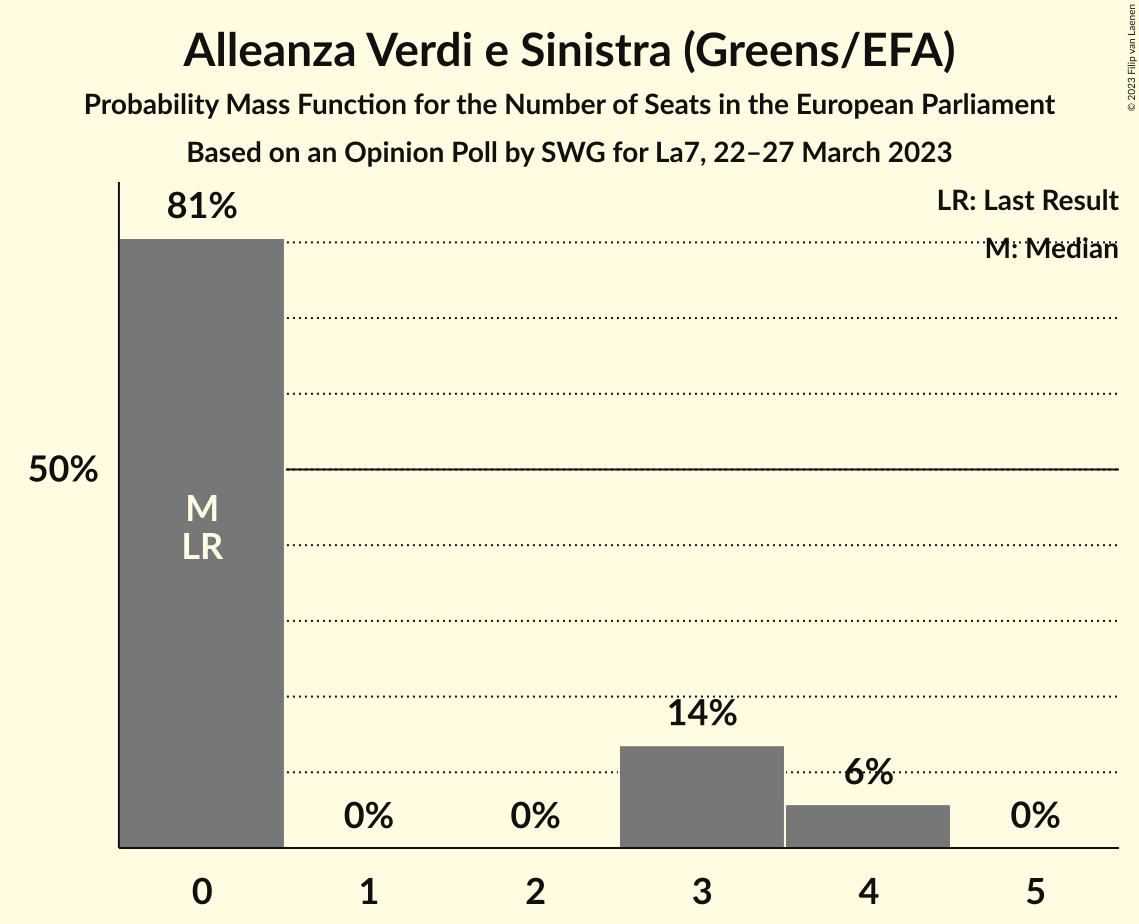 Alleanza Verdi e Sinistra (Greens/EFA)
Probability Mass Function for the Number of Seats in the European Parliament
Based on an Opinion Poll by SWG for La7, 22–27 March 2023
© 2023 Filip van Laenen
LR: Last Result
M: Median
81%
50%
M
LR
0%
0%
14%
6%
0%
0
1
2
3
4
5